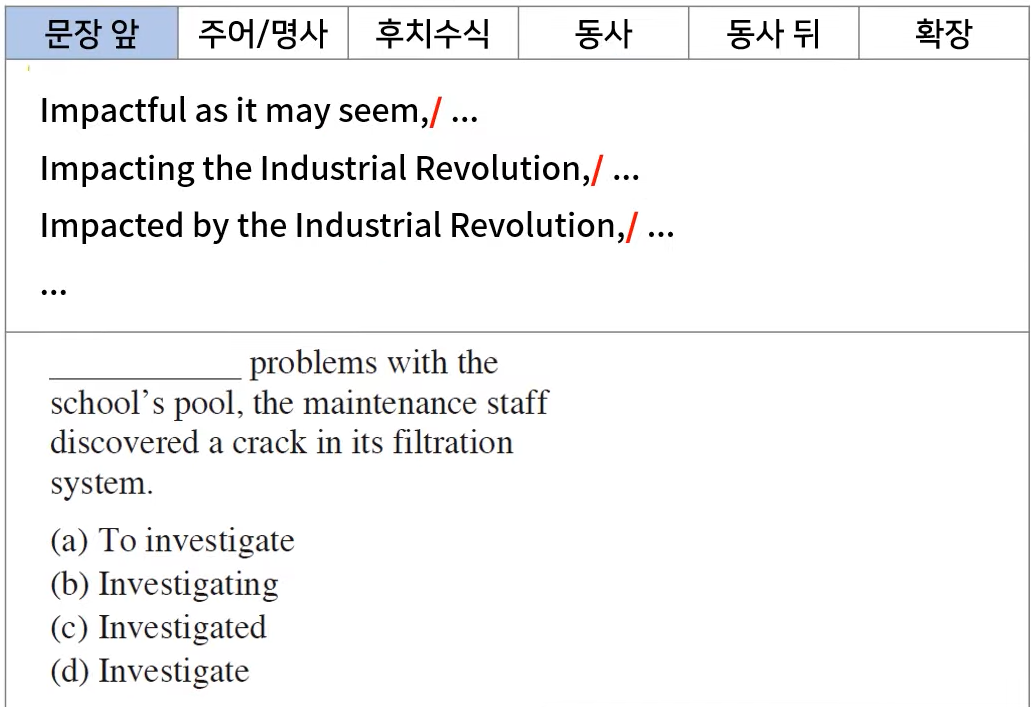 문장 앞 주어/명사 후치수식 동사 동사 뒤 확장
Impactful as it may seem,/ ...
Impacting the Industrial Revolution,/ ...
Impacted by the Industrial Revolution,/ ...
...
____________ problems with the
school’s pool, the maintenance staff
discovered a crack in its filtration
system.
(a) To investigate
(b) Investigating
(c) Investigated
(d) Investigate